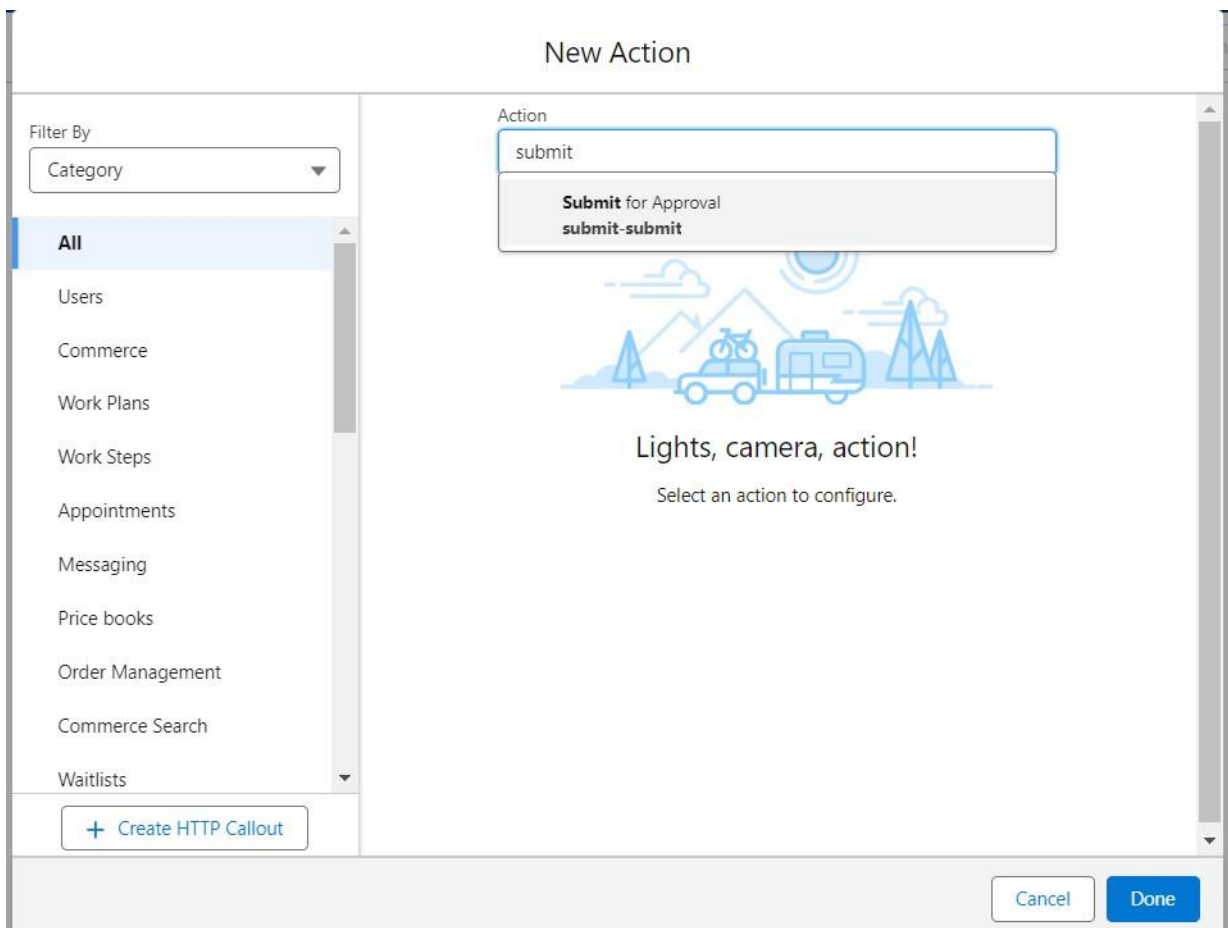 New Action
Filter By
Category
All
Users
Commerce
Work Plans
Work Steps
Appointments
Messaging
Price books
Order Management
Commerce Search
Waitlists
+ Create HTTP Callout
Action
submit
Submit for Approval
submit-submit
Lights, camera, action!
Select an action to configure.
Cancel
Done